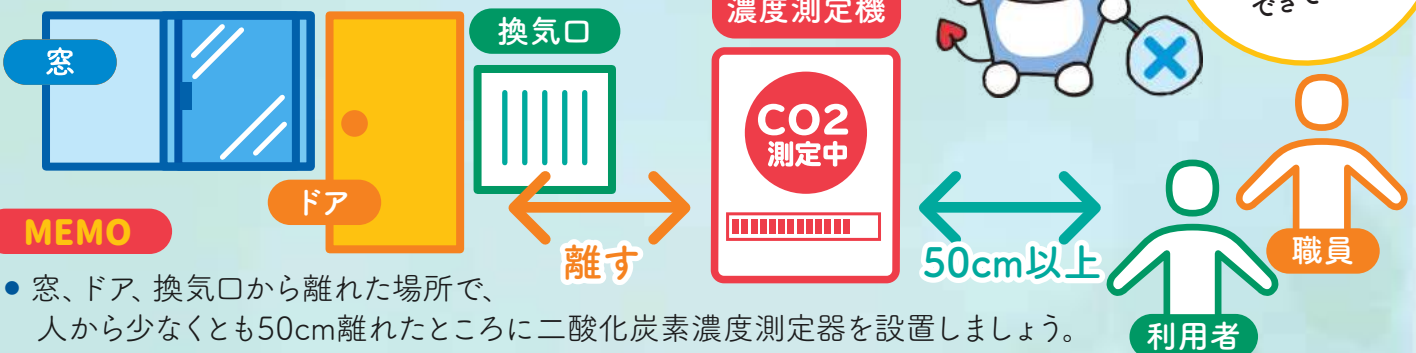 できて
濃度測定機
換気口
窓
CO2
測定中
ドア
離す
50cm以上
職員
利用者
MEMO
• 窓、ドア、換気口から離れた場所で、
人から少なくとも50cm離れたところに二酸化炭素濃度測定器を設置しましょう。